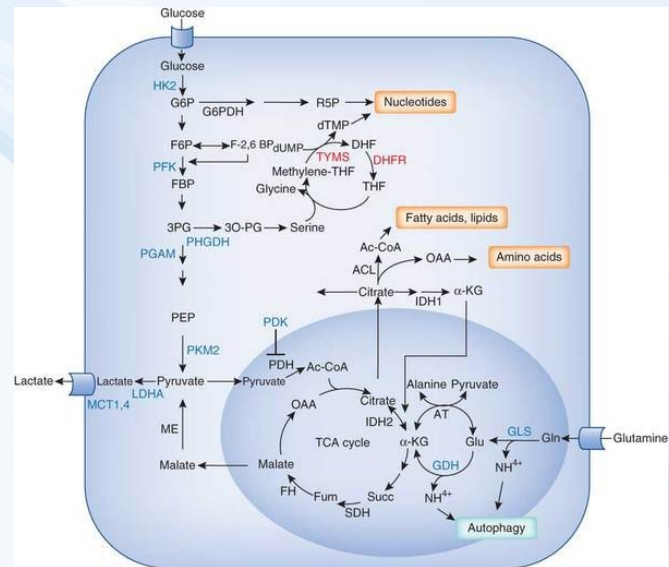 Glucose
Glucose
HK2
G6P
G6PDH
R5P
Nucleotides
dTMP
F6P
F-2,6 BP
dUMP
DHF
TYMS
DHFR
PFK
Methylene-THF
FBP
Glycine
THF
3PG
3O-PG
Serine
PHGDH
PGAM
Fatty acids, lipids
Ac-CoA
OAA
Amino acids
ACL
Citrate
IDH1
α-KG
PEP
PDK
PKM2
PDH
Ac-CoA
Lactate
Lactate
Pyruvate
Pyruvate
LDHA
MCT1,4
Alanine
Pyruvate
OAA
Citrate
AT
IDH2
ME
TCA cycle
α-KG
Glu
GLS
Gln
Glutamine
Malate
Malate
GDH
NH4+
FH
Fum
Succ
NH4+
SDH
Autophagy